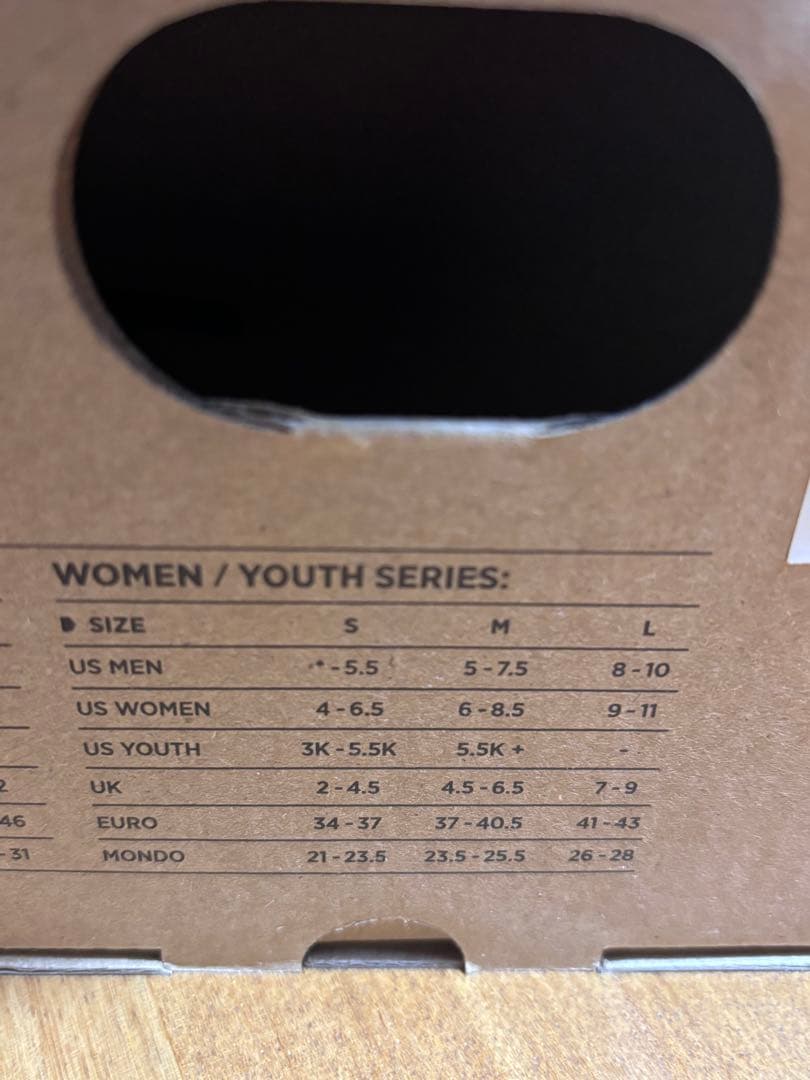 WOMEN / YOUTH SERIES:
SIZE S M L
US MEN - 5.5 5 - 7.5 8 - 10
US WOMEN 4 - 6.5 6 - 8.5 9 - 11
US YOUTH 3K - 5.5K 5.5K + -
2 UK 2 - 4.5 4.5 - 6.5 7 - 9
46 EURO 34 - 37 37 - 40.5 41 - 43
- 31 MONDO 21 - 23.5 23.5 - 25.5 26 - 28